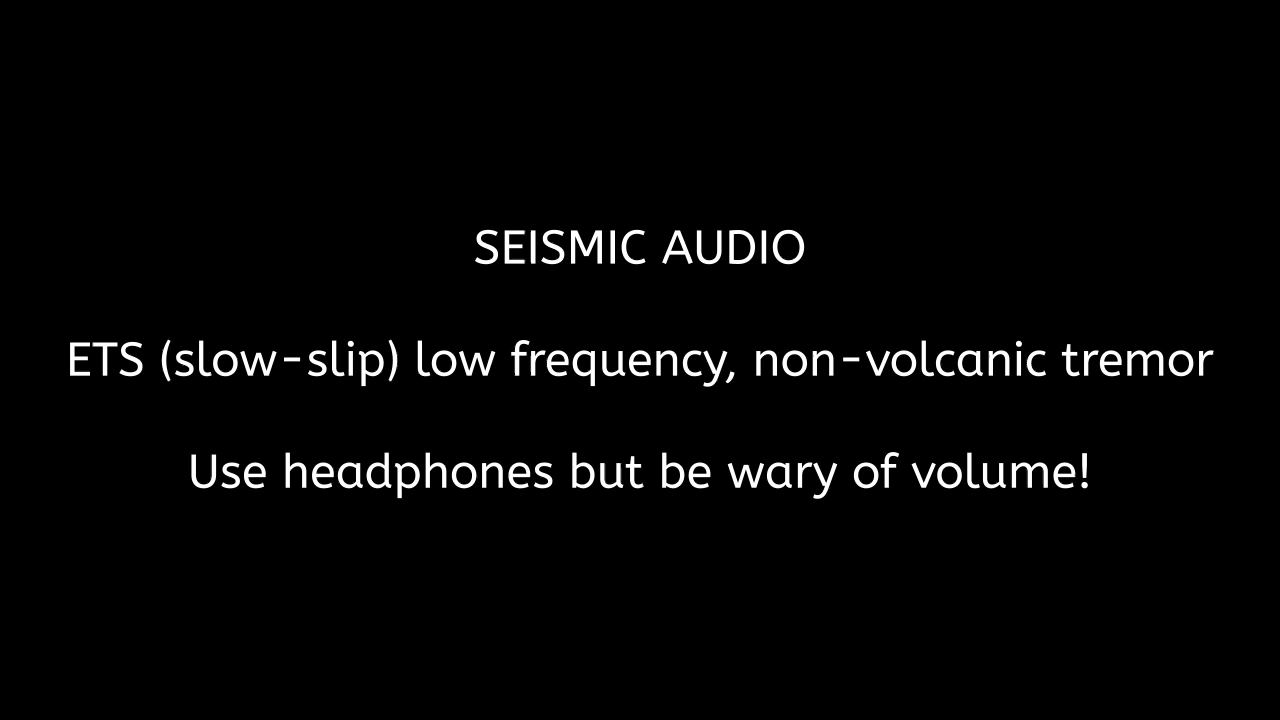 SEISMIC AUDIO
ETS (slow-slip) low frequency, non-volcanic tremor
Use headphones but be wary of volume!